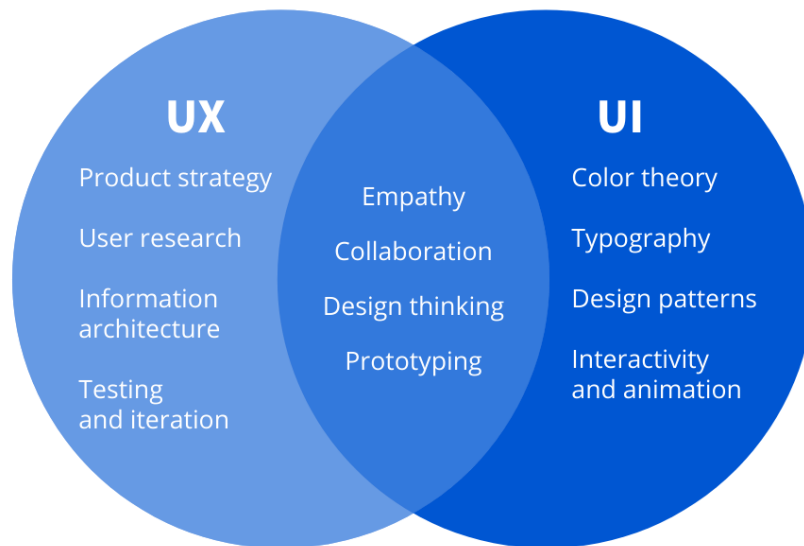 UX
Product strategy
User research
Information
architecture
Testing
and iteration
Empathy
Collaboration
Design thinking
Prototyping
UI
Color theory
Typography
Design patterns
Interactivity
and animation